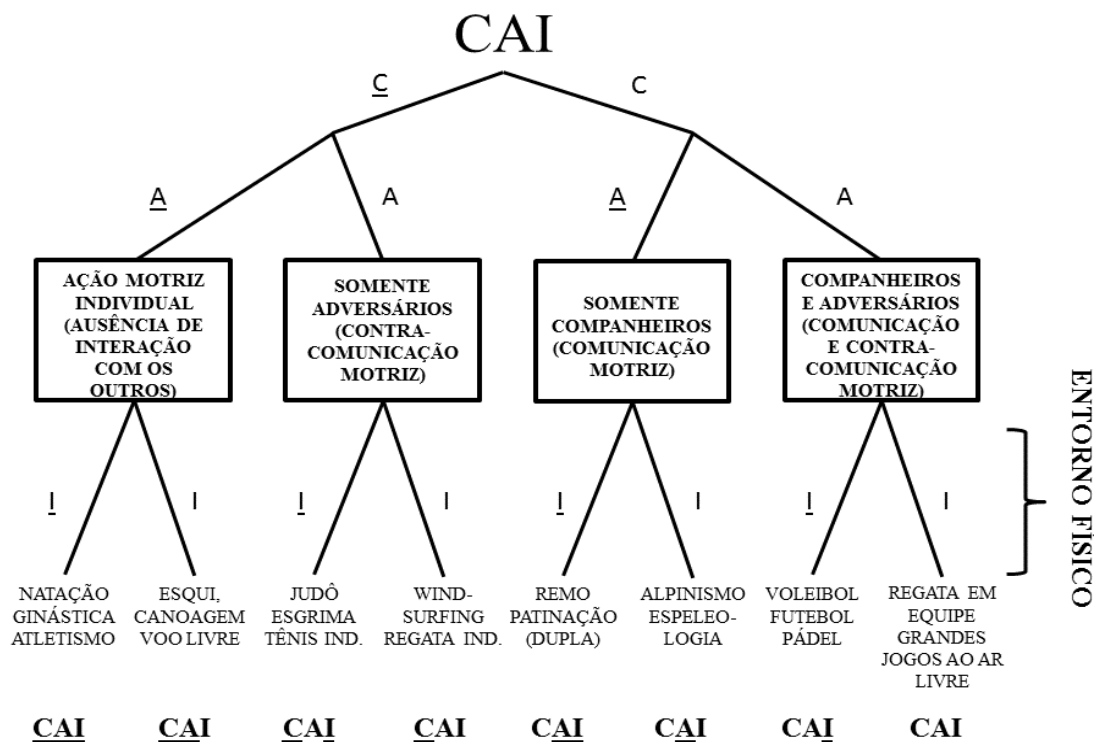 CAI
C C
A A A A
AÇÃO MOTRIZ
INDIVIDUAL
(AUSÊNCIA DE
INTERAÇÃO
COM OS
OUTROS)
SOMENTE
ADVERSÁRIOS
(CONTRA-
COMUNICAÇÃO
MOTRIZ)
SOMENTE
COMPANHEIROS
(COMUNICAÇÃO
MOTRIZ)
COMPANHEIROS
E ADVERSÁRIOS
(COMUNICAÇÃO
E CONTRA-
COMUNICAÇÃO
MOTRIZ)
ENTORNO FÍSICO
I I I I I I I I
NATAÇÃO
GINÁSTICA
ATLETISMO
ESQUI,
CANOAGEM
VOO LIVRE
JUDÔ
ESGRIMA
TÊNIS IND.
WIND-
SURFING
REGATA IND.
REMO
PATINAÇÃO
(DUPLA)
ALPINISMO
ESPELEO-
LOGIA
VOLEIBOL
FUTEBOL
PÁDEL
REGATA EM
EQUIPE
GRANDES
JOGOS AO AR
LIVRE
CAI CAI CAI CAI CAI CAI CAI CAI